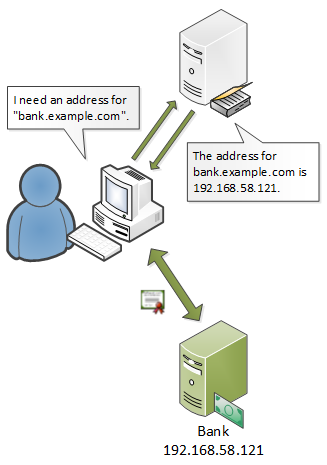 I need an address for
"bank.example.com".
The address for
bank.example.com is
192.168.58.121.
Bank
192.168.58.121